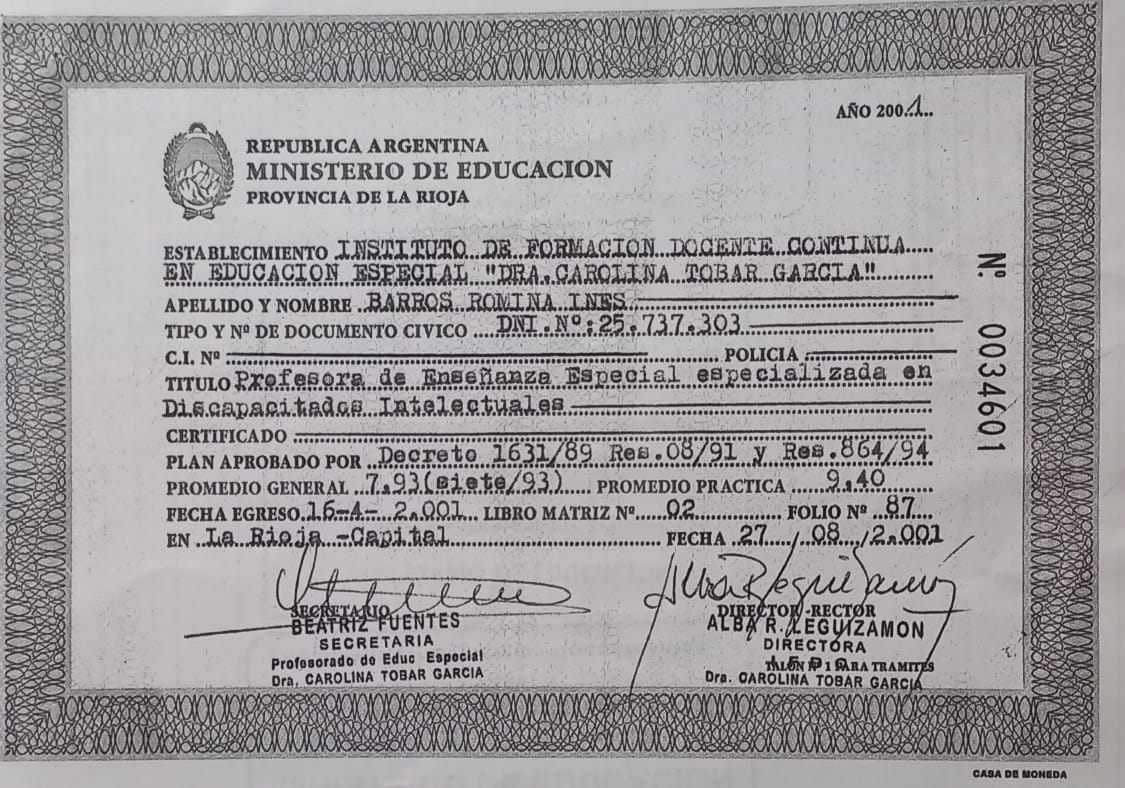 AÑO 2001
REPUBLICA ARGENTINA
MINISTERIO DE EDUCACION
PROVINCIA DE LA RIOJA
ESTABLECIMIENTO INSTITUTO DE FORMACION DOCENTE CONTINUA
EN EDUCACION ESPECIAL "DRA.CAROLINA TOBAR GARCIA"
APELLIDO Y NOMBRE BARROS ROMINA INES
TIPO Y Nº DE DOCUMENTO CIVICO DNI.Nº:25.737.303
C.I. Nº POLICIA
TITULO Profesora de Enseñanza Especial especializada en
Discapacitados Intelectuales
CERTIFICADO
PLAN APROBADO POR Decreto 1631/89 Res.08/91 y Res.864/94
PROMEDIO GENERAL 7.93(siete/93) PROMEDIO PRACTICA 9.40
FECHA EGRESO 16-4-2.001 LIBRO MATRIZ Nº 02 FOLIO Nº 87
EN La Rioja -Capital FECHA 27 / 08 / 2.001
Nº 0034601
SECRETARIO
BEATRIZ FUENTES
SECRETARIA
Profesorado de Educ Especial
Dra, CAROLINA TOBAR GARCIA
DIRECTOR-RECTOR
ALBA R. LEGUIZAMON
DIRECTORA
PARA TRAMITES
Dra. CAROLINA TOBAR GARCIA
CASA DE MONEDA